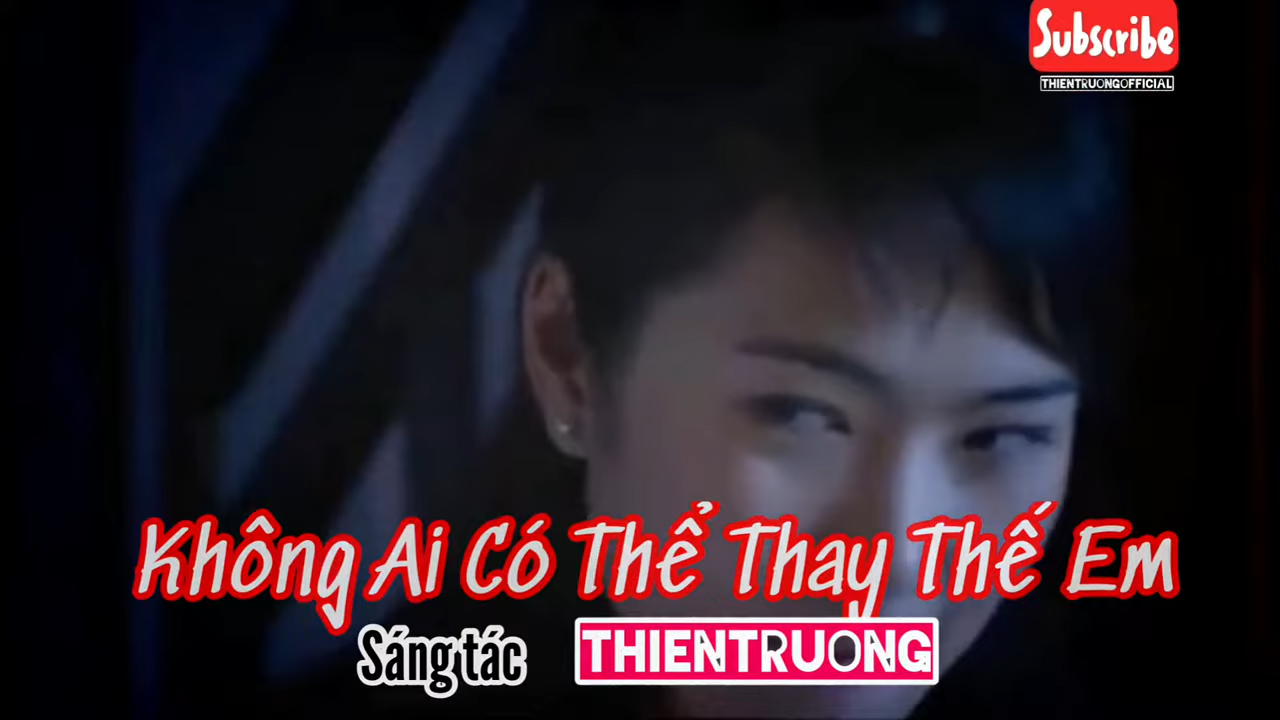 Subscribe
THIENTRUONGOFFICIAL
Không Ai Có Thể Thay Thế Em
Sáng tác THIENTRUONG